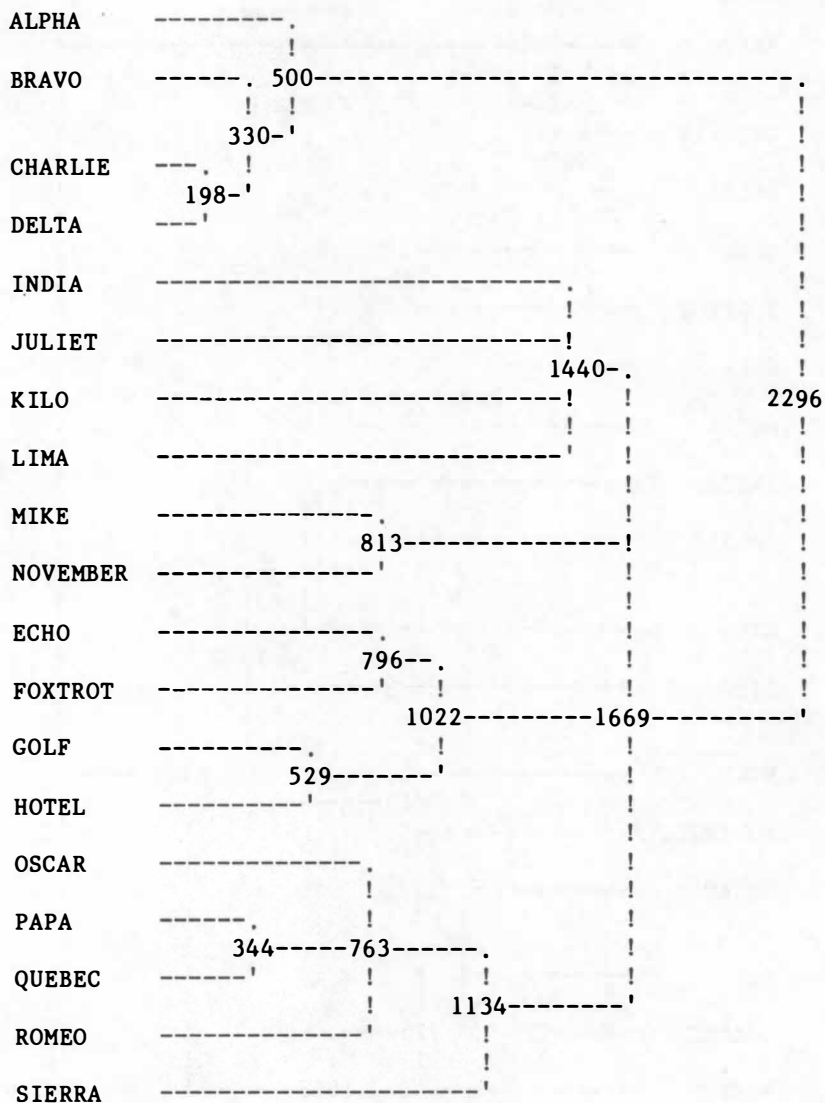 ALPHA
BRAVO 500
330
CHARLIE
198
DELTA
INDIA
JULIET
1440
KILO 2296
LIMA
MIKE
813
NOVEMBER
ECHO
796
FOXTROT
1022 1669
GOLF
529
HOTEL
OSCAR
PAPA
344 763
QUEBEC
1134
ROMEO
SIERRA